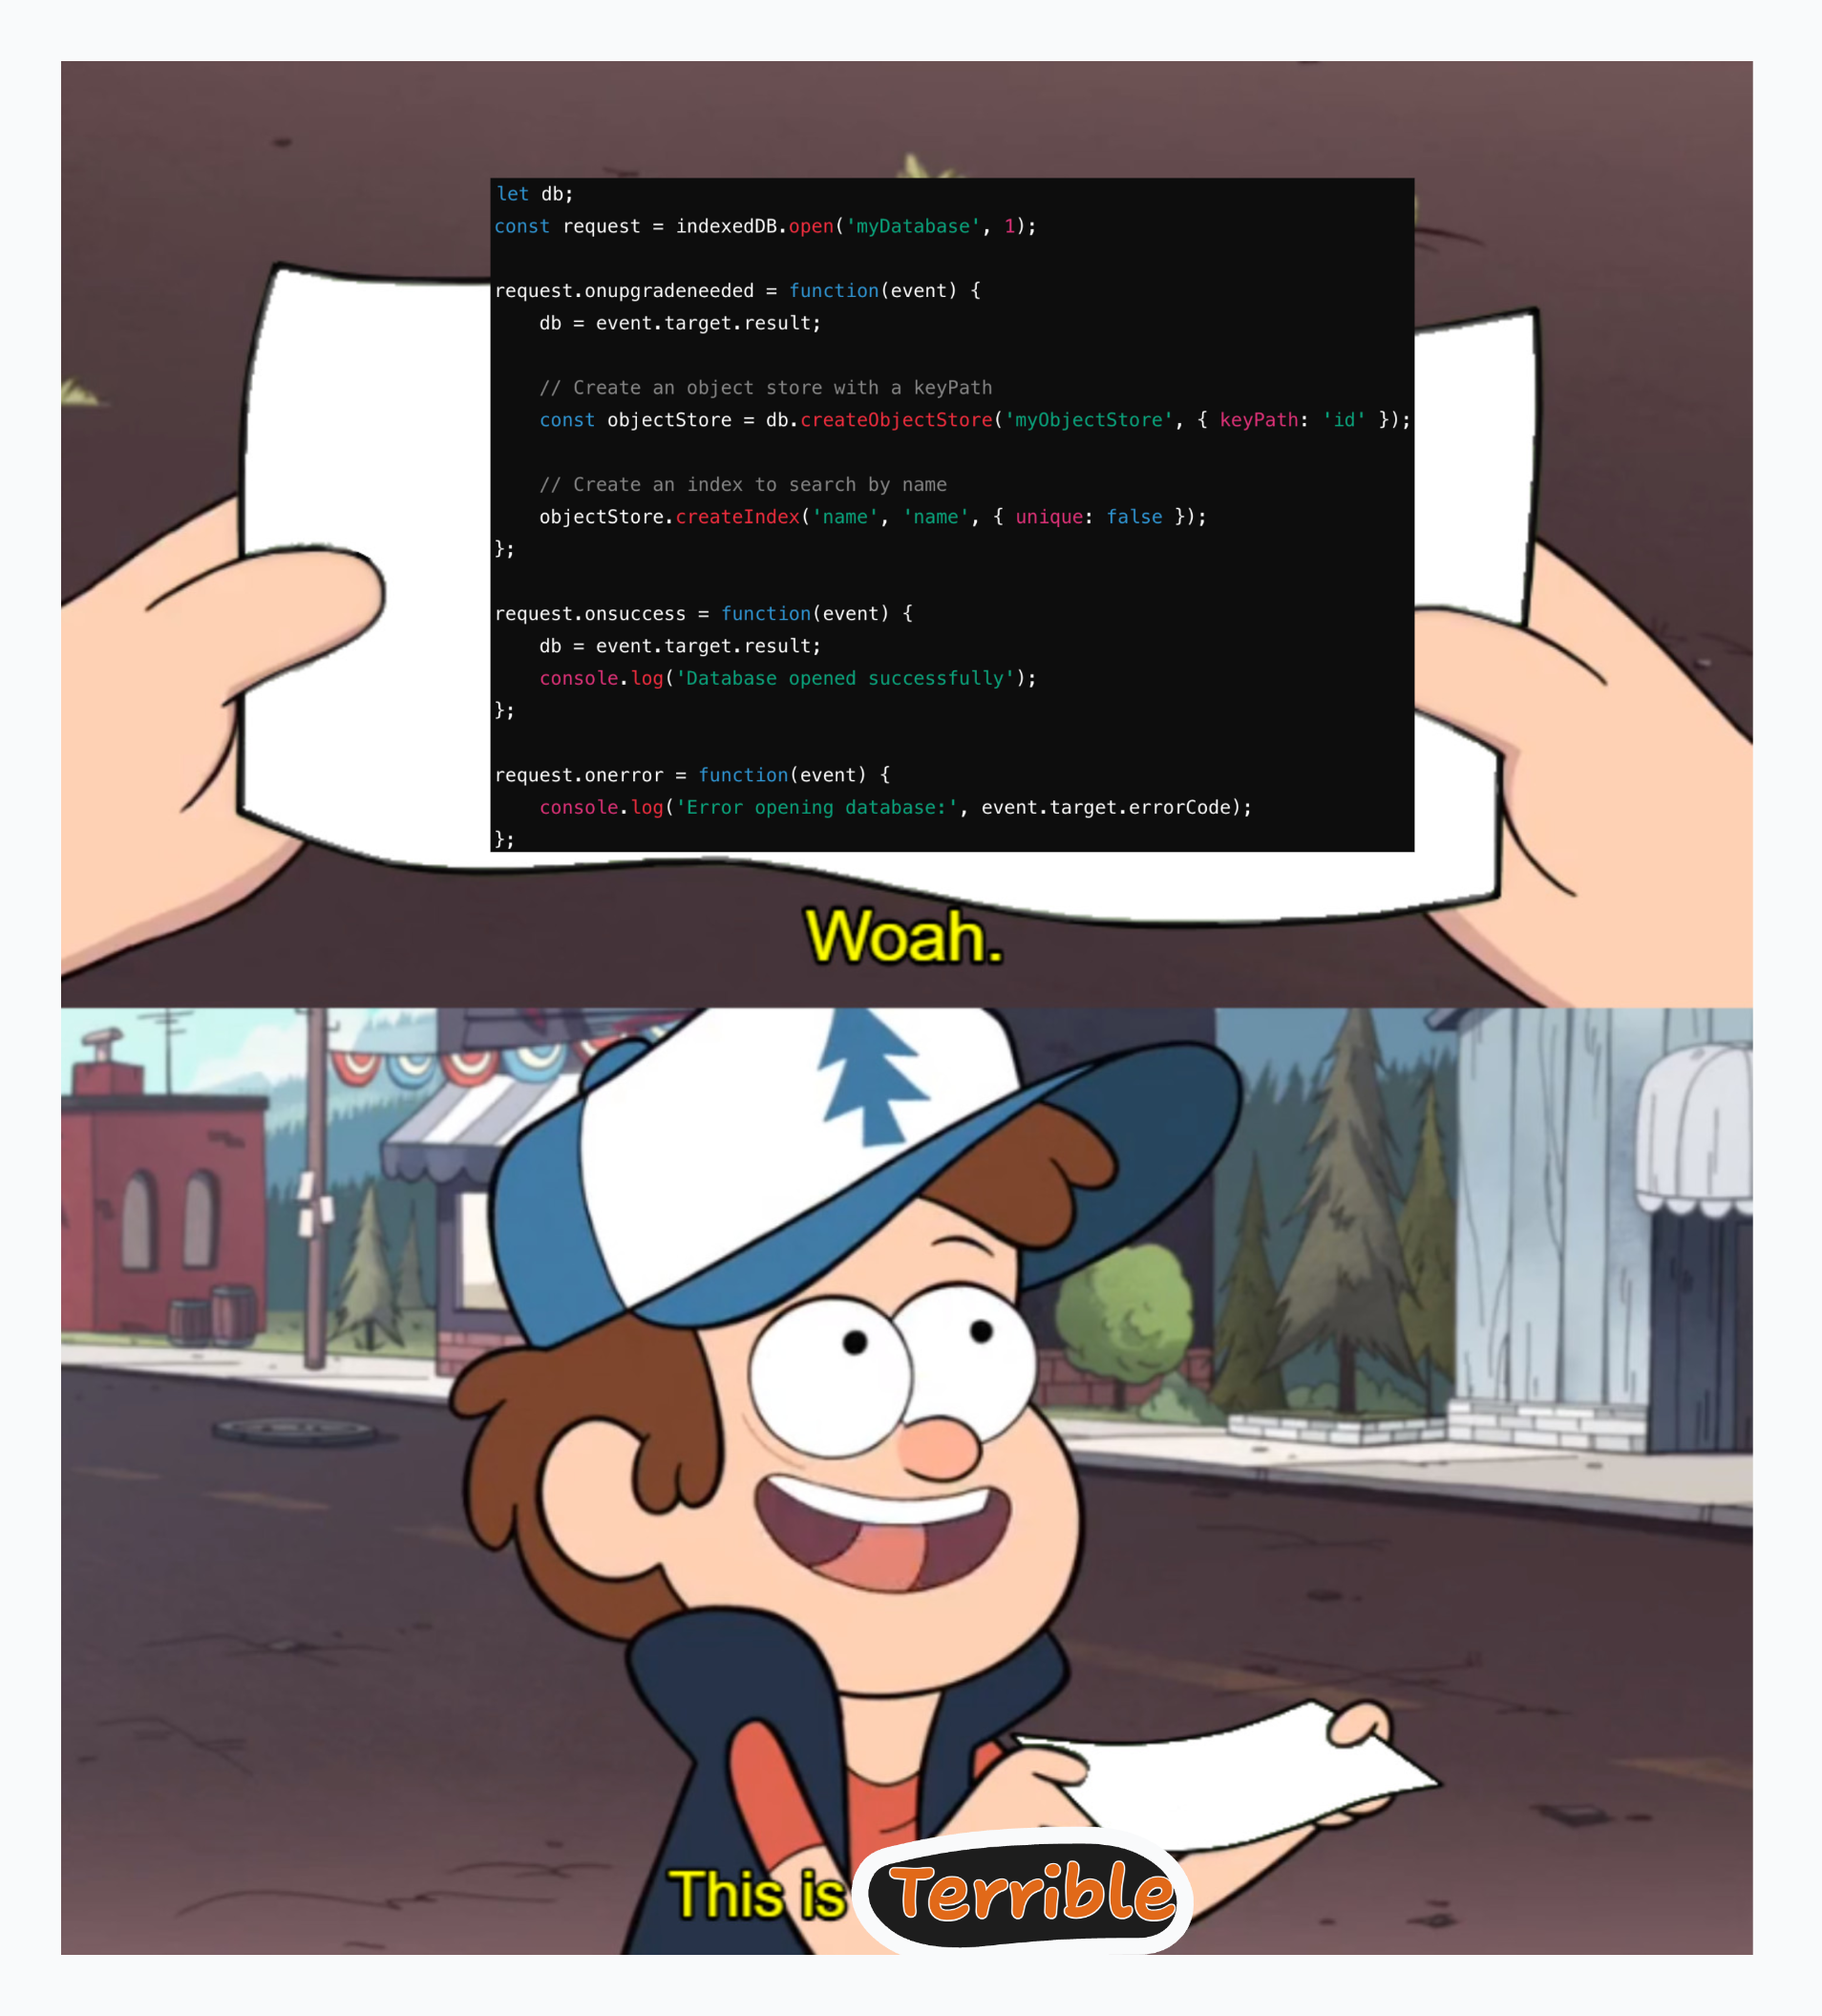 let db;
const request = indexedDB.open('myDatabase', 1);
request.onupgradeneeded = function(event) {
    db = event.target.result;
    // Create an object store with a keyPath
    const objectStore = db.createObjectStore('myObjectStore', { keyPath: 'id' });
    // Create an index to search by name
    objectStore.createIndex('name', 'name', { unique: false });
};
request.onsuccess = function(event) {
    db = event.target.result;
    console.log('Database opened successfully');
};
request.onerror = function(event) {
    console.log('Error opening database:', event.target.errorCode);
};
Woah.
This is Terrible